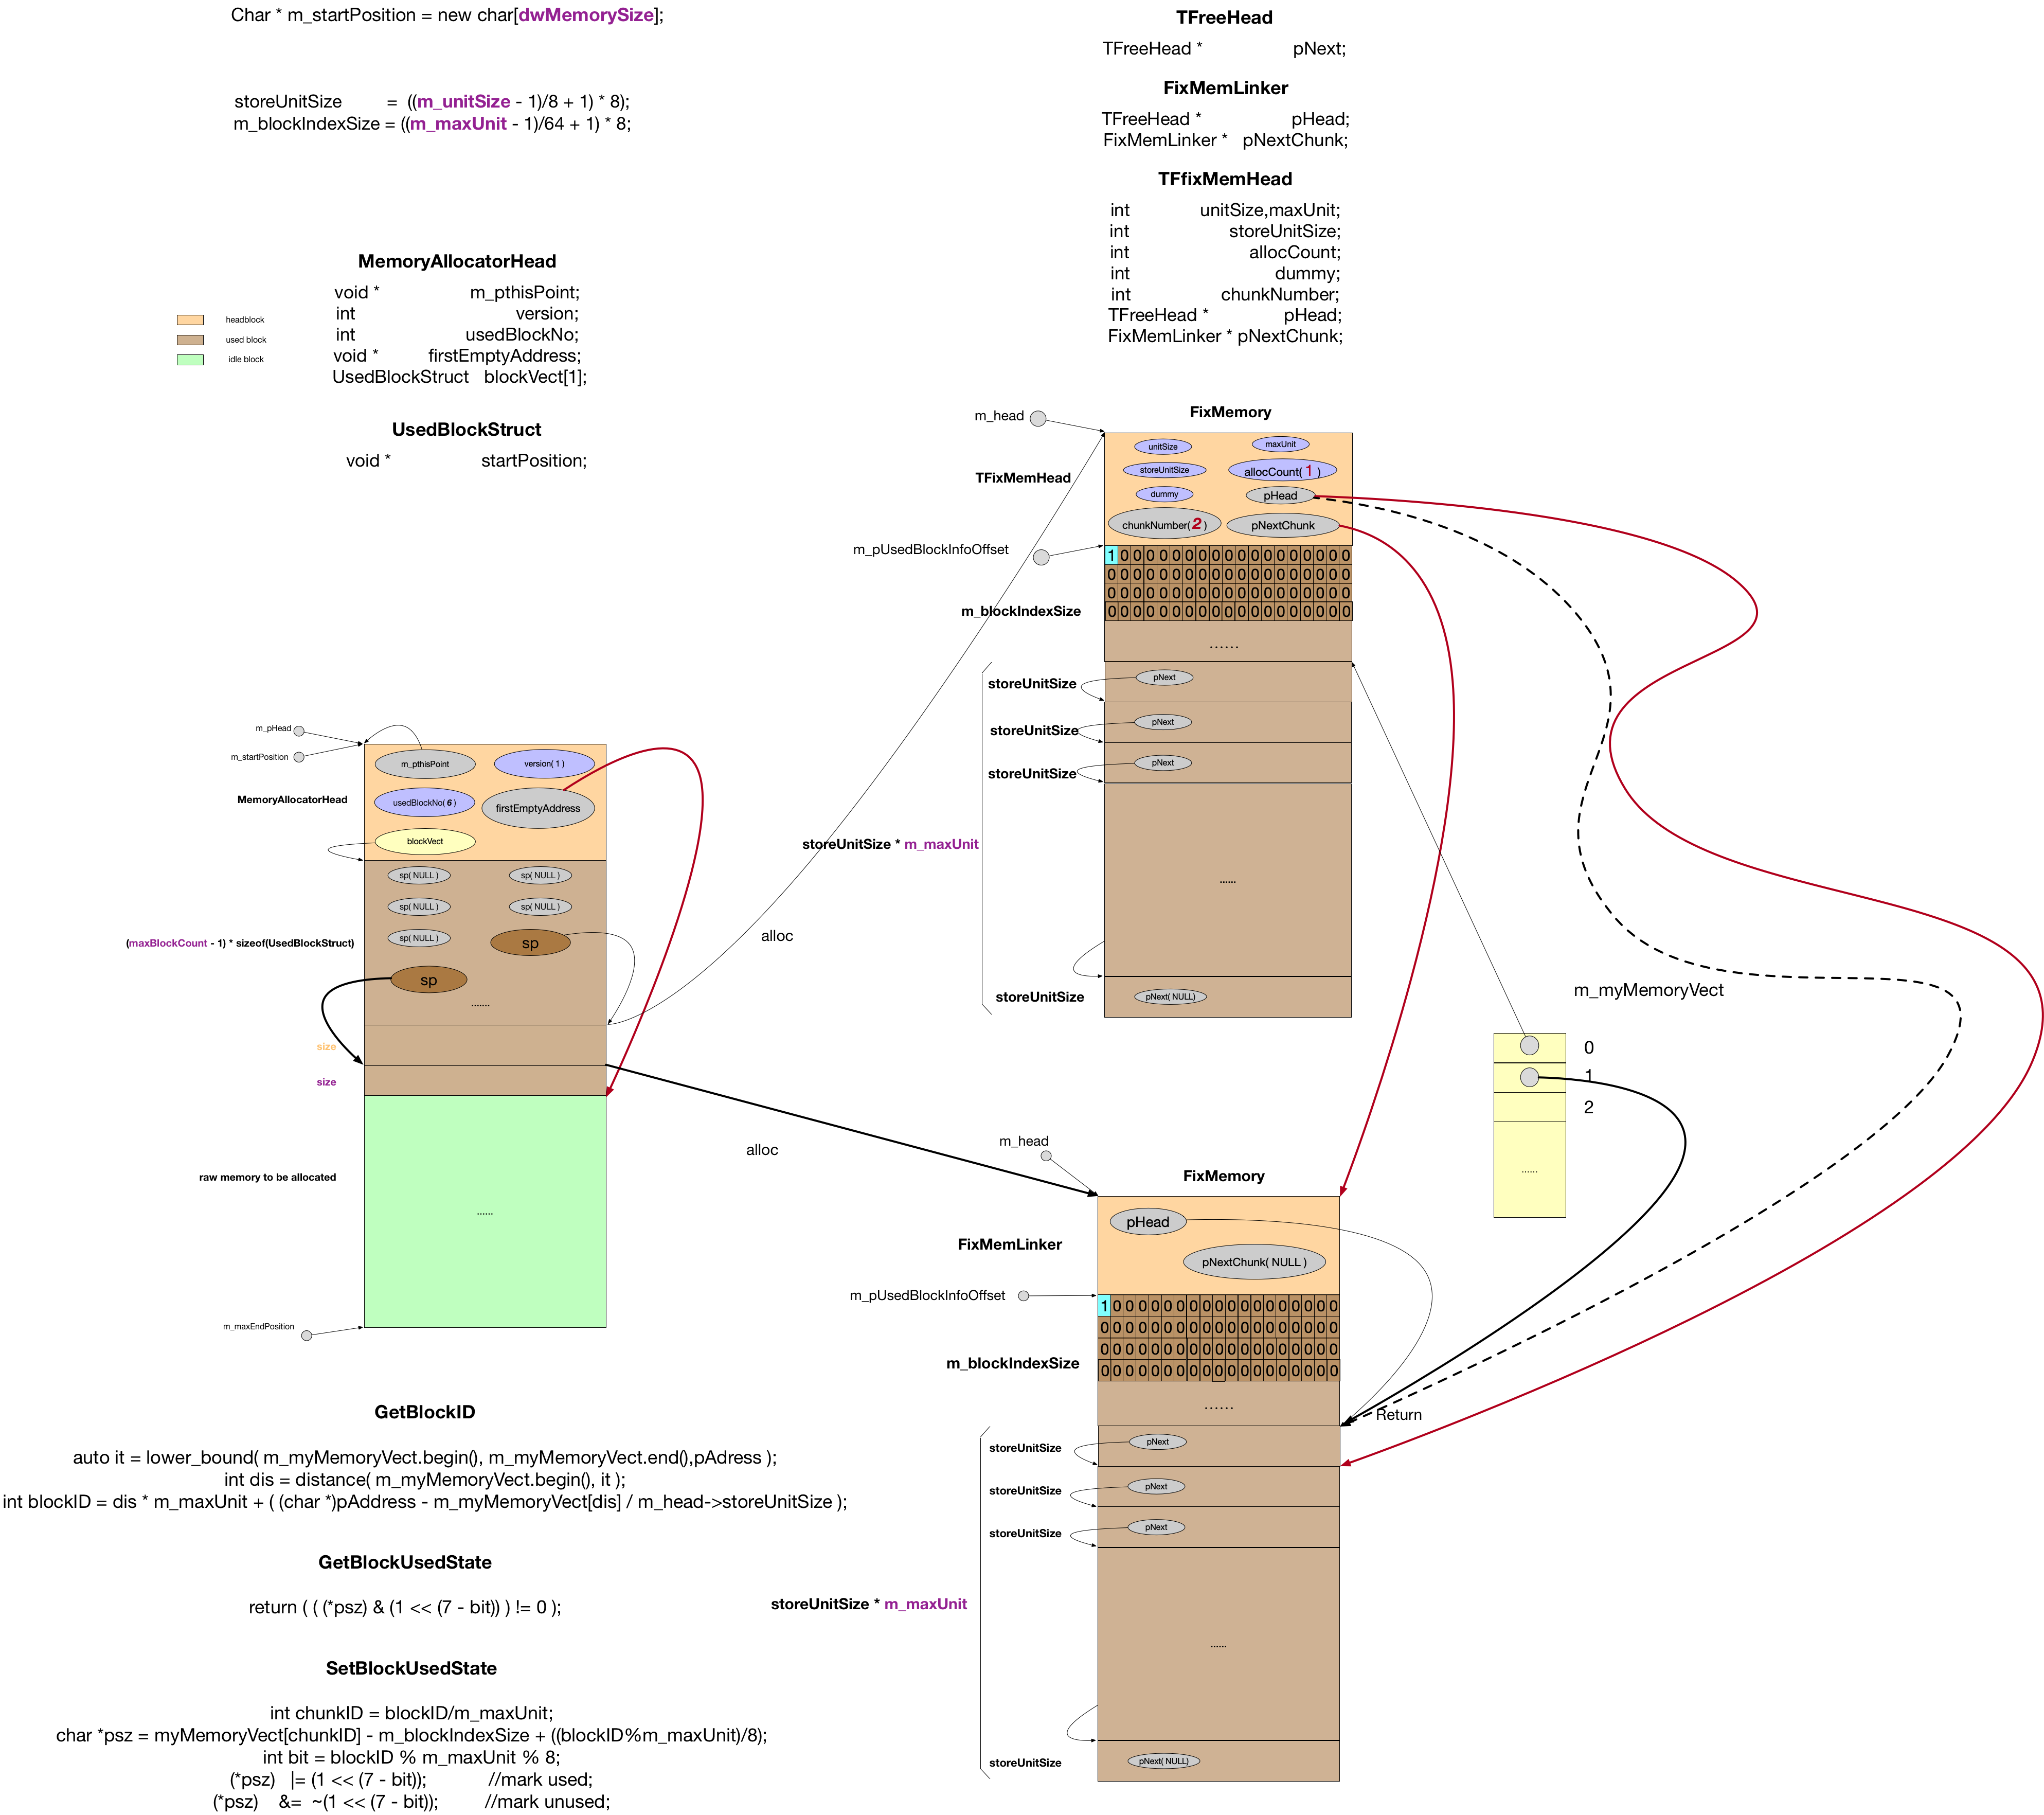 Char * m_startPosition = new char[dwMemorySize];
storeUnitSize = ((m_unitSize - 1)/8 + 1) * 8);
m_blockIndexSize = ((m_maxUnit - 1)/64 + 1) * 8;
TFreeHead
TFreeHead * pNext;
FixMemLinker
TFreeHead * pHead;
FixMemLinker * pNextChunk;
TFfixMemHead
int unitSize,maxUnit;
int storeUnitSize;
int allocCount;
int dummy;
int chunkNumber;
TFreeHead * pHead;
FixMemLinker * pNextChunk;
MemoryAllocatorHead
void * m_pthisPoint;
int version;
int usedBlockNo;
void * firstEmptyAddress;
UsedBlockStruct blockVect[1];
headblock
used block
idle block
UsedBlockStruct
void * startPosition;
FixMemory
m_head
unitSize
maxUnit
TFixMemHead
storeUnitSize
allocCount( 1 )
dummy
pHead
chunkNumber( 2 )
pNextChunk
m_pUsedBlockInfoOffset
1 0 0 0 0 0 0 0 0 0 0 0 0 0 0 0 0 0 0
0 0 0 0 0 0 0 0 0 0 0 0 0 0 0 0 0 0 0
0 0 0 0 0 0 0 0 0 0 0 0 0 0 0 0 0 0 0
m_blockIndexSize
0 0 0 0 0 0 0 0 0 0 0 0 0 0 0 0 0 0 0
......
storeUnitSize
pNext
storeUnitSize
pNext
storeUnitSize
pNext
storeUnitSize * m_maxUnit
......
storeUnitSize
pNext( NULL)
m_pHead
m_startPosition
m_pthisPoint
version( 1 )
MemoryAllocatorHead
usedBlockNo( 6 )
firstEmptyAddress
blockVect
sp( NULL )
sp( NULL )
sp( NULL )
sp( NULL )
sp( NULL )
sp
(maxBlockCount - 1) * sizeof(UsedBlockStruct)
sp
.......
size
size
raw memory to be allocated
......
m_maxEndPosition
alloc
alloc
m_myMemoryVect
0
1
2
......
m_head
FixMemory
pHead
FixMemLinker
pNextChunk( NULL )
m_pUsedBlockInfoOffset
1 0 0 0 0 0 0 0 0 0 0 0 0 0 0 0 0 0 0
0 0 0 0 0 0 0 0 0 0 0 0 0 0 0 0 0 0 0
0 0 0 0 0 0 0 0 0 0 0 0 0 0 0 0 0 0 0
m_blockIndexSize
0 0 0 0 0 0 0 0 0 0 0 0 0 0 0 0 0 0 0
......
Return
storeUnitSize
pNext
storeUnitSize
pNext
storeUnitSize
pNext
storeUnitSize * m_maxUnit
......
storeUnitSize
pNext( NULL)
GetBlockID
auto it = lower_bound( m_myMemoryVect.begin(), m_myMemoryVect.end(),pAdress );
int dis = distance( m_myMemoryVect.begin(), it );
int blockID = dis * m_maxUnit + ( (char *)pAddress - m_myMemoryVect[dis] / m_head->storeUnitSize );
GetBlockUsedState
return ( ( (*psz) & (1 << (7 - bit)) ) != 0 );
SetBlockUsedState
int chunkID = blockID/m_maxUnit;
char *psz = myMemoryVect[chunkID] - m_blockIndexSize + ((blockID%m_maxUnit)/8);
int bit = blockID % m_maxUnit % 8;
(*psz) |= (1 << (7 - bit)); //mark used;
(*psz) &= ~(1 << (7 - bit)); //mark unused;